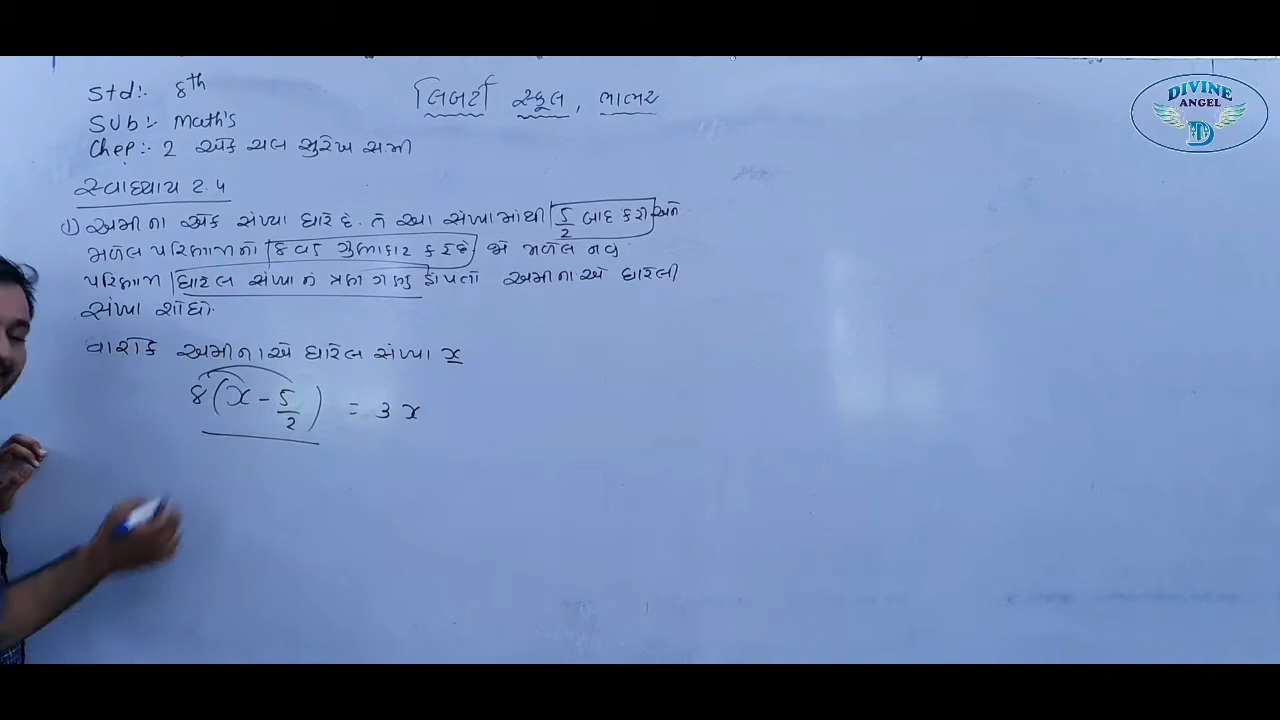 Std:- 8th
લિબર્ટી સ્કૂલ, ભાભર
DIVINE
ANGEL
D
Sub:- Math's
Chep:- 2 એક ચલ સુરેખ સમી
સ્વાધ્યાય 2.4
1) અમીના એક સંખ્યા ધારે છે. તે આ સંખ્યામાંથી 5/2 બાદ કરી અને
મળેલ પરિણામનો 8 વડે ગુણાકાર કરે છે જો મળેલ નવુ
પરિણામ ધારેલ સંખ્યાનું ત્રણ ગણુ હોય તો અમીનાએ ધારેલી
સંખ્યા શોધો.
ધારોકે અમીનાએ ધારેલ સંખ્યા x
8(x - 5/2) = 3x